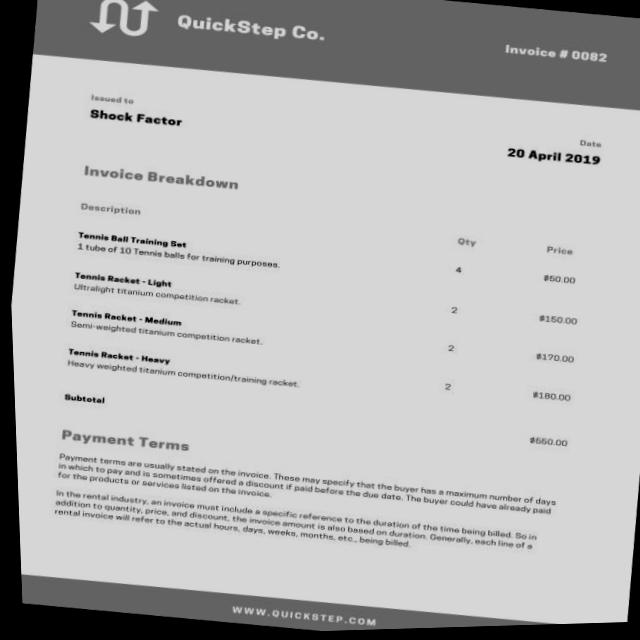 QuickStep Co.
Invoice # 0082
Issued to
Shock Factor
Date
20 April 2019
Invoice Breakdown
Description
Qty
Price
Tennis Ball Training Set
1 tube of 10 Tennis balls for training purposes.
4
$50.00
Tennis Racket - Light
Ultralight titanium competition racket.
2
$150.00
Tennis Racket - Medium
Semi-weighted titanium competition racket.
2
$170.00
Tennis Racket - Heavy
Heavy weighted titanium competition/training racket.
2
$180.00
Subtotal
$550.00
Payment Terms
Payment terms are usually stated on the invoice. These may specify that the buyer has a maximum number of days
in which to pay and is sometimes offered a discount if paid before the due date. The buyer could have already paid
for the products or services listed on the invoice.
In the rental industry, an invoice must include a specific reference to the duration of the time being billed. So in
addition to quantity, price, and discount, the invoice amount is also based on duration. Generally, each line of a
rental invoice will refer to the actual hours, days, weeks, months, etc., being billed.
WWW.QUICKSTEP.COM